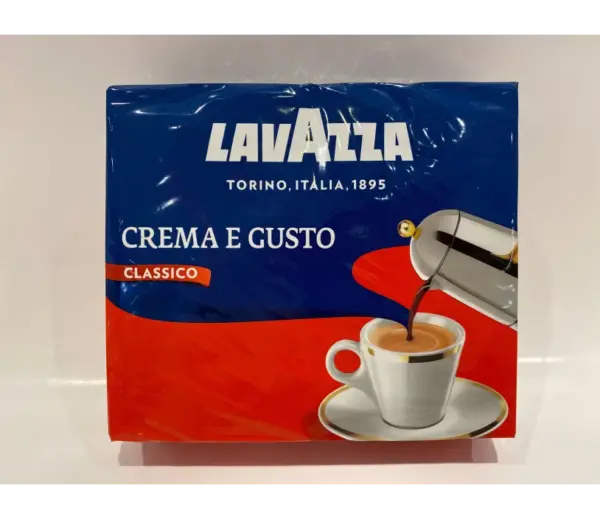 LAVAZZA
TORINO, ITALIA, 1895
CREMA E GUSTO
CLASSICO